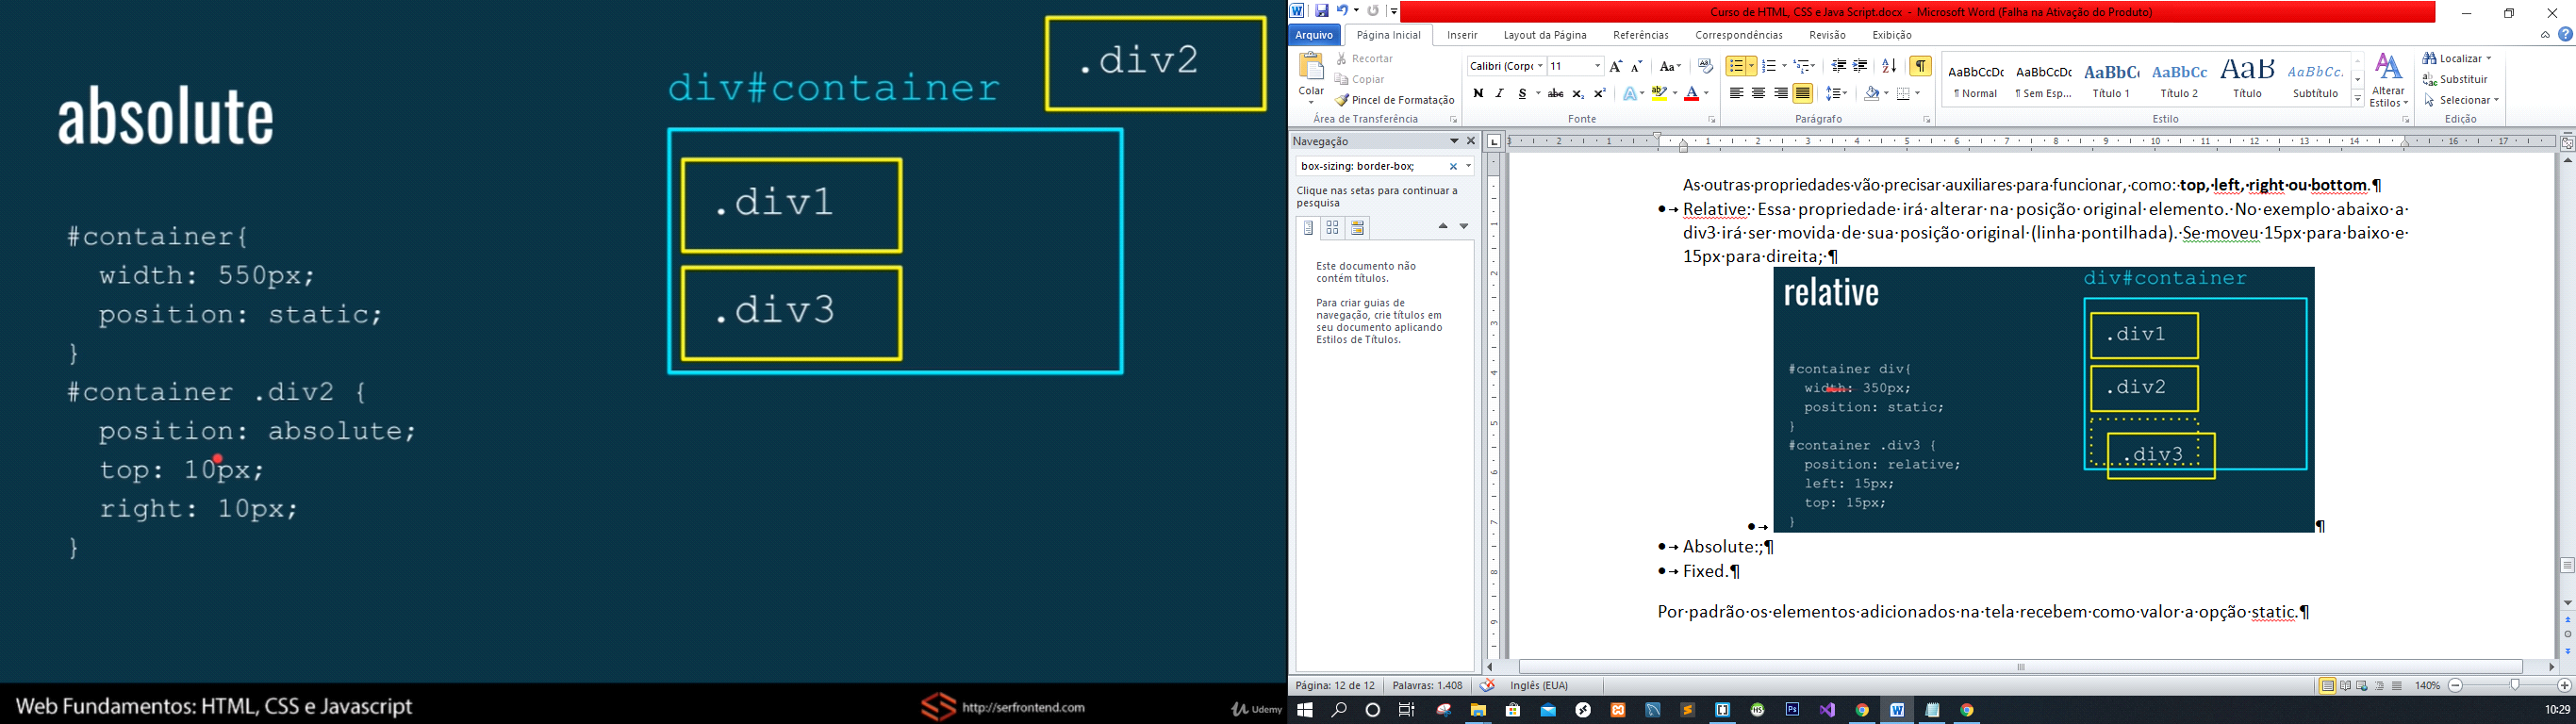 absolute
#container{
width: 550px;
position: static;
}
#container .div2 {
position: absolute;
top: 10px;
right: 10px;
}
div#container
.div2
.div1
.div3
Web Fundamentos: HTML, CSS e Javascript
http://serfrontend.com
Udemy
Curso de HTML, CSS e Java Script.docx - Microsoft Word (Falha na Ativação do Produto)
Arquivo Página Inicial Inserir Layout da Página Referências Correspondências Revisão Exibição
Colar
Recortar
Copiar
Pincel de Formatação
Área de Transferência
Calibri (Corpo 11
N I S abc x₂ x²
Fonte
Parágrafo
AaBbCcDc AaBbCcDc AaBbC AaBbCc AaB AaBbCc.
¶ Normal ¶ Sem Esp... Título 1 Título 2 Título Subtítulo
Alterar
Estilos
Estilo
Localizar
Substituir
Selecionar
Edição
Navegação
box-sizing: border-box;
Clique nas setas para continuar a
pesquisa
Este documento não
contém títulos.
Para criar guias de
navegação, crie títulos em
seu documento aplicando
Estilos de Títulos.
As outras propriedades vão precisar auxiliares para funcionar, como: top, left, right ou bottom.¶
Relative: Essa propriedade irá alterar na posição original elemento. No exemplo abaixo a
div3 irá ser movida de sua posição original (linha pontilhada). Se moveu 15px para baixo e
15px para direita; ¶
relative
#container div{
width: 350px;
position: static;
}
#container .div3 {
position: relative;
left: 15px;
top: 15px;
}
div#container
.div1
.div2
.div3
¶
Absolute:;¶
Fixed.¶
Por padrão os elementos adicionados na tela recebem como valor a opção static.¶
Página: 12 de 12 Palavras: 1.408 Inglês (EUA) 140%
10:29